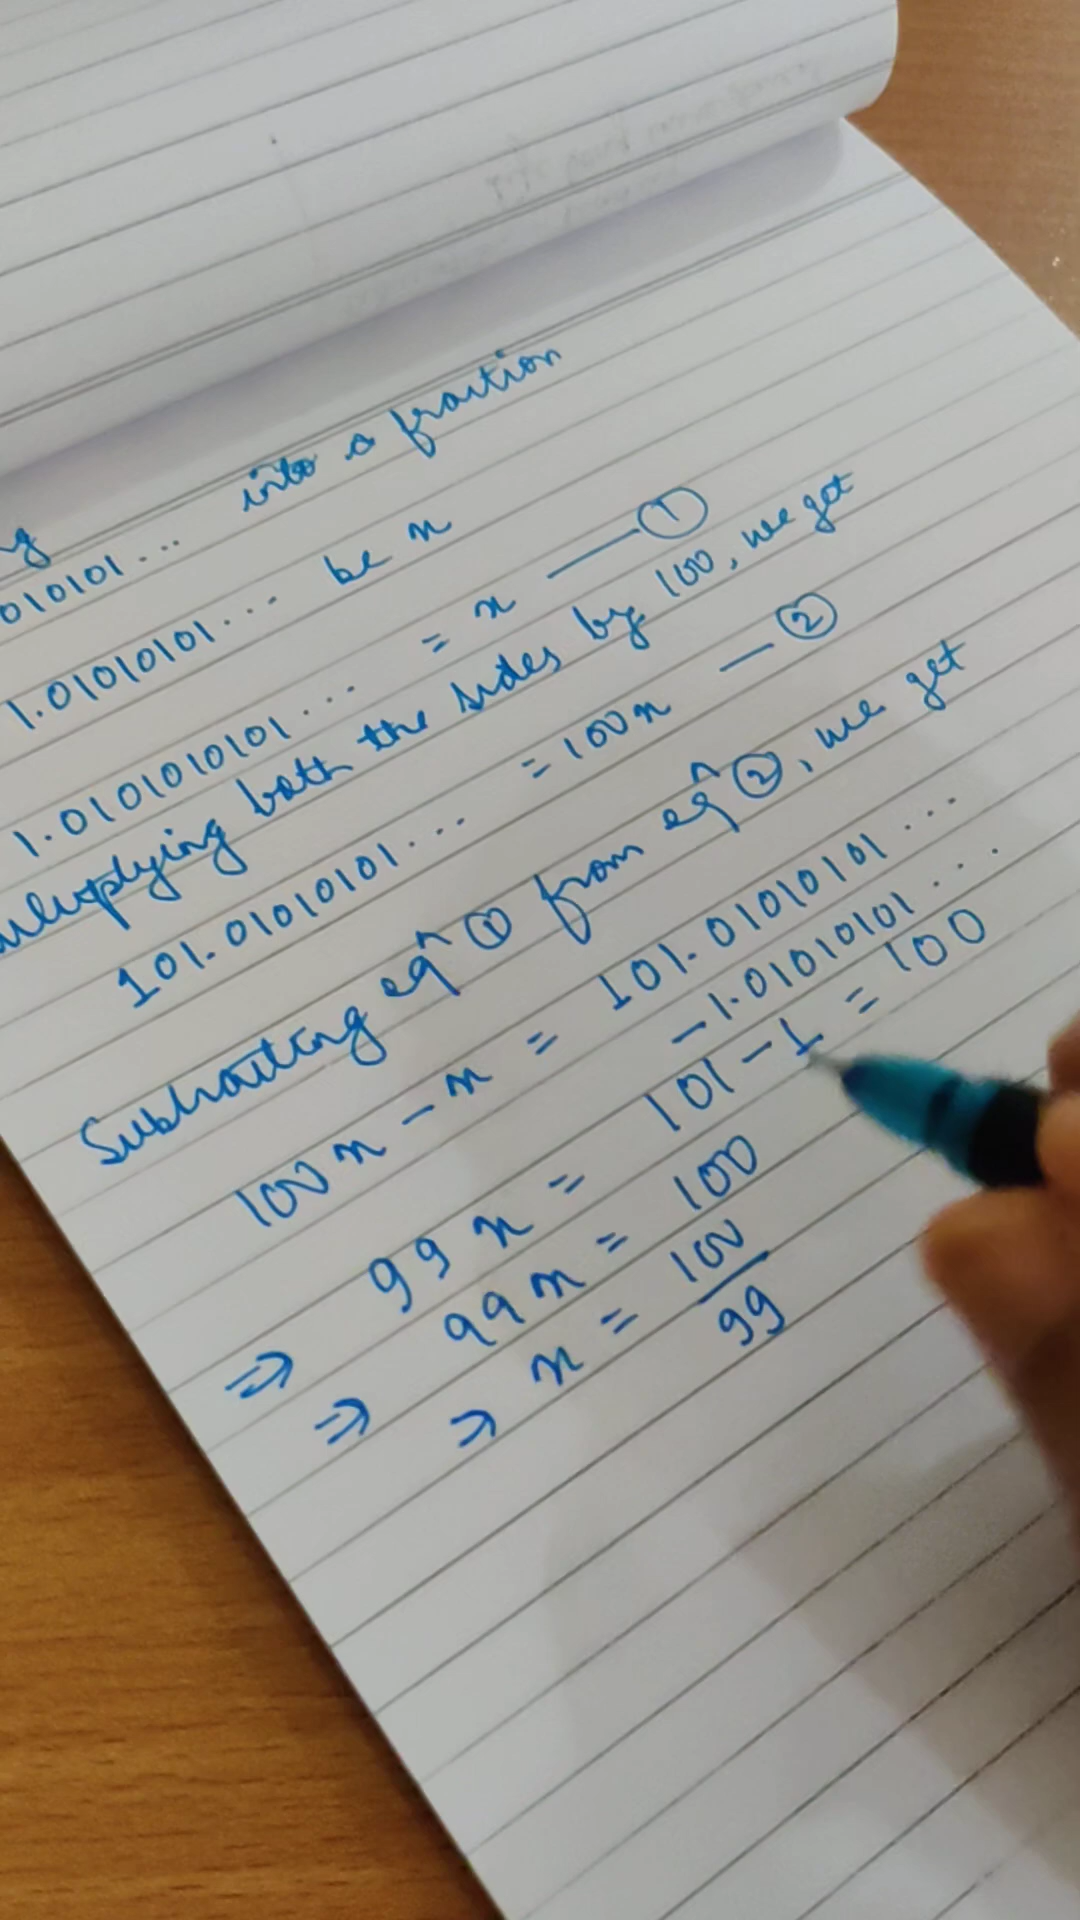 into a fraction
010101...
1.01010101... be x
1.0101010101... = x — ①
multiplying both the sides by 100, we get
101.01010101... = 100x — ②
Subtracting eqn ① from eqn ②, we get
100x - x = 101.01010101...
- 1.01010101...
⇒ 99x = 101 - 1 = 100
⇒ 99x = 100
⇒ x = 100/99